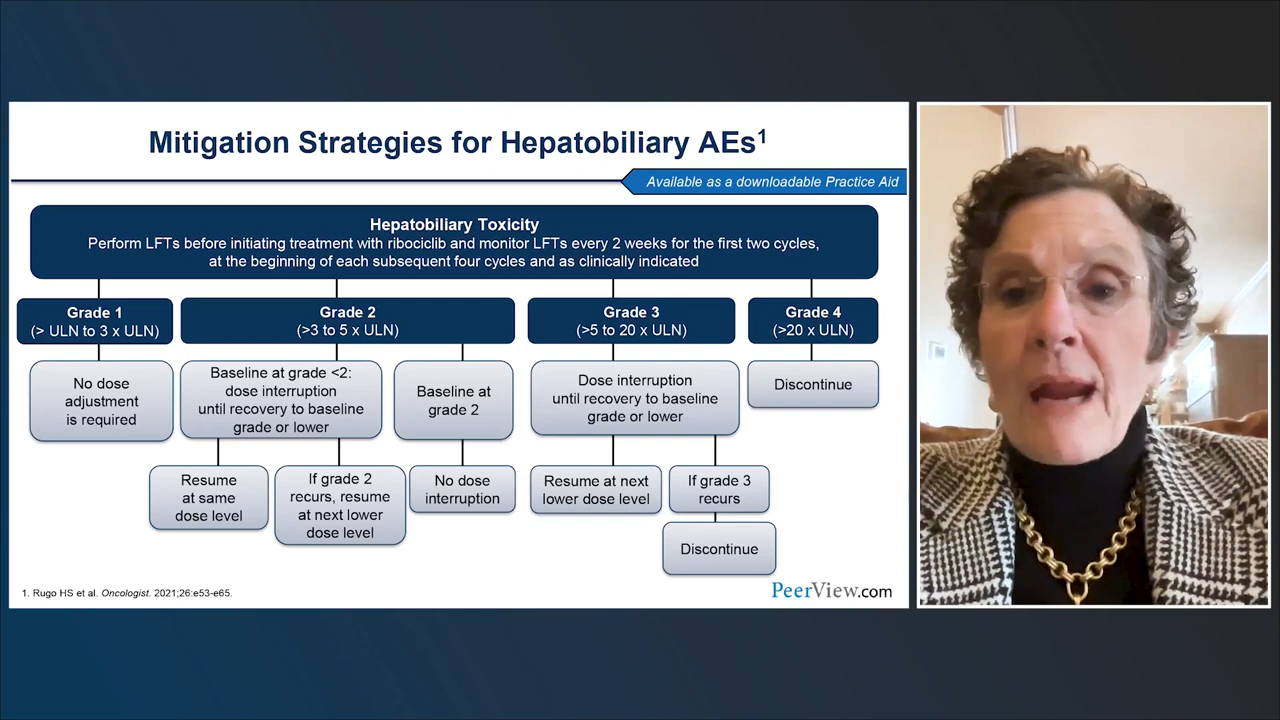 Mitigation Strategies for Hepatobiliary AEs1
Available as a downloadable Practice Aid
Hepatobiliary Toxicity
Perform LFTs before initiating treatment with ribociclib and monitor LFTs every 2 weeks for the first two cycles,
at the beginning of each subsequent four cycles and as clinically indicated
Grade 1
(> ULN to 3 x ULN)
Grade 2
(>3 to 5 x ULN)
Grade 3
(>5 to 20 x ULN)
Grade 4
(>20 x ULN)
No dose
adjustment
is required
Baseline at grade <2:
dose interruption
until recovery to baseline
grade or lower
Baseline at
grade 2
Dose interruption
until recovery to baseline
grade or lower
Discontinue
Resume
at same
dose level
If grade 2
recurs, resume
at next lower
dose level
No dose
interruption
Resume at next
lower dose level
If grade 3
recurs
Discontinue
1. Rugo HS et al. Oncologist. 2021;26:e53-e65.
PeerView.com